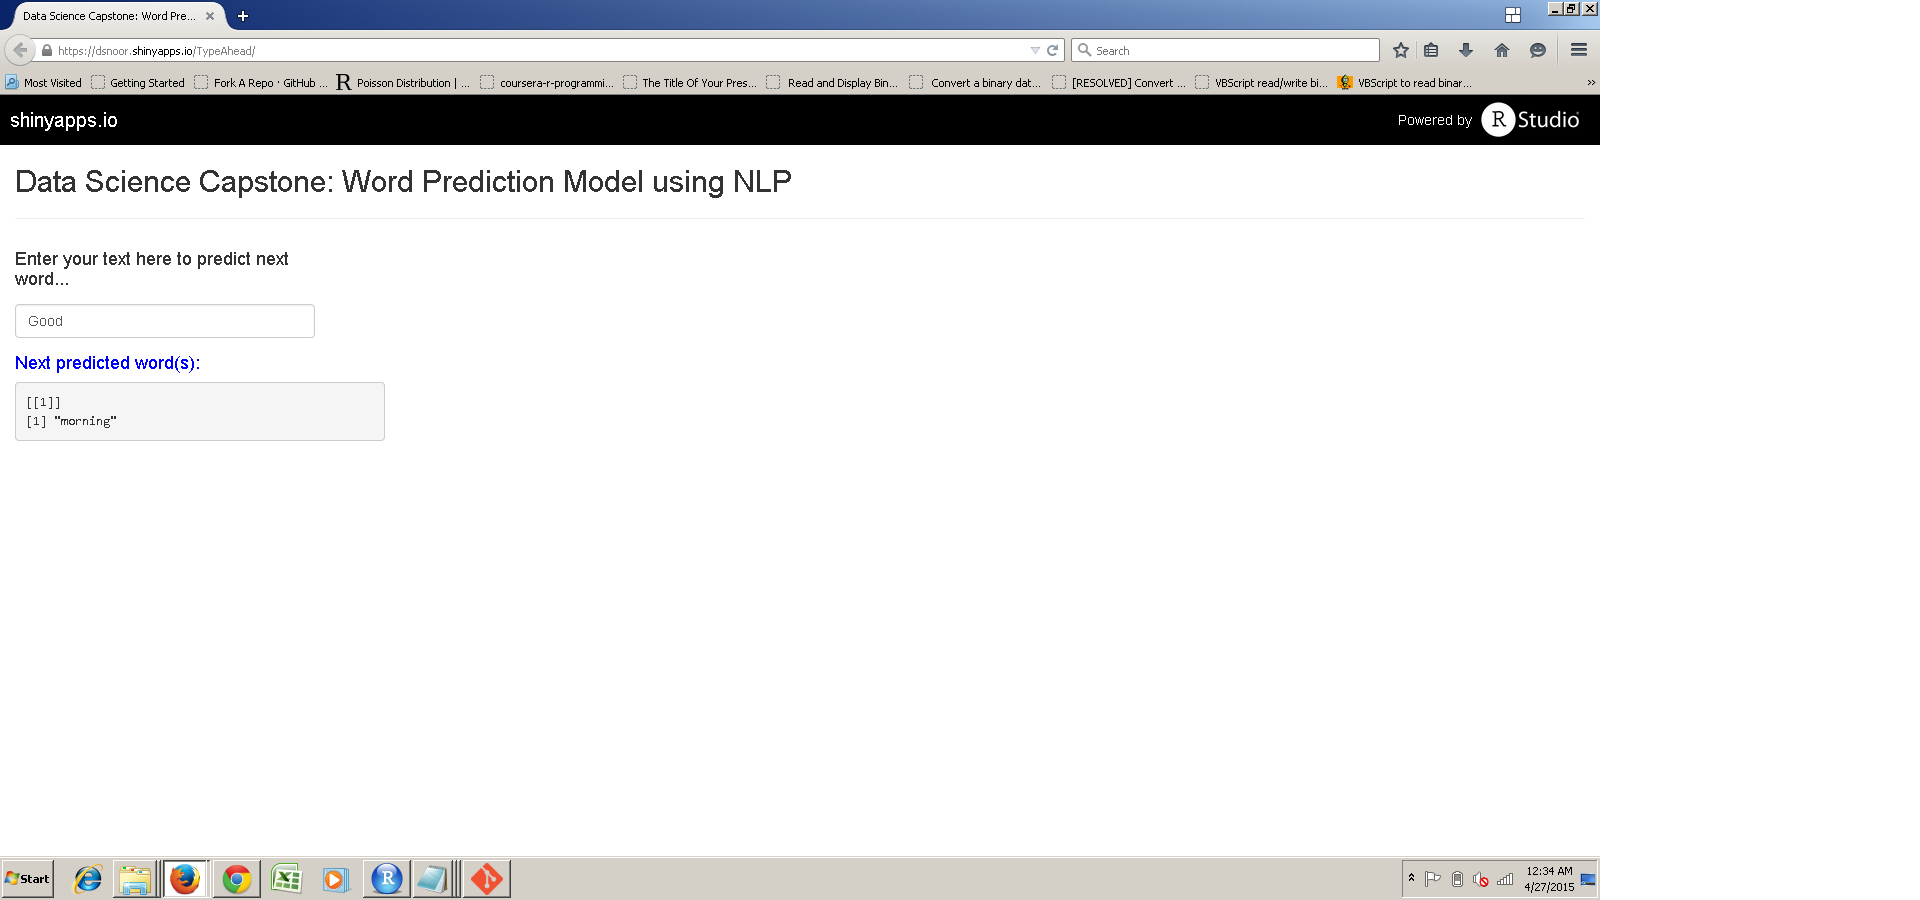 Data Science Capstone: Word Pre...
https://dsnoor.shinyapps.io/TypeAhead/
Search
Most Visited Getting Started Fork A Repo · GitHub ... Poisson Distribution | ... coursera-r-programmi... The Title Of Your Pres... Read and Display Bin... Convert a binary dat... [RESOLVED] Convert ... VBScript read/write bi... VBScript to read binar...
shinyapps.io
Powered by R Studio
Data Science Capstone: Word Prediction Model using NLP
Enter your text here to predict next
word...
Good
Next predicted word(s):
[[1]]
[1] "morning"
Start
12:34 AM
4/27/2015